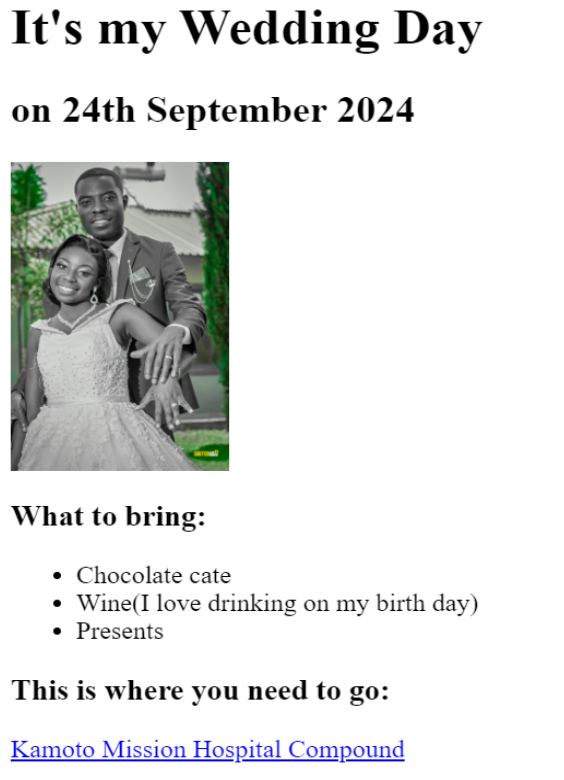 It's my Wedding Day
on 24th September 2024
What to bring:
Chocolate cate
Wine(I love drinking on my birth day)
Presents
This is where you need to go:
Kamoto Mission Hospital Compound